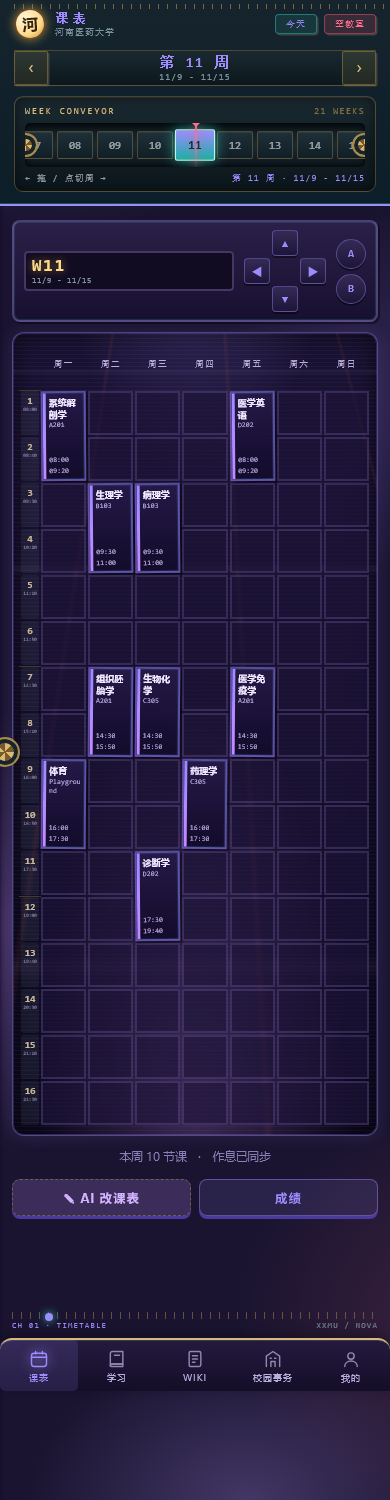 河
课表
河南医药大学
今天
空教室
‹
第 11 周
11/9 - 11/15
›
WEEK CONVEYOR
21 WEEKS
08
09
10
11
12
13
14
← 拖 / 点切周 →
第 11 周 · 11/9 - 11/15
W11
11/9 - 11/15
▲
◀
▶
▼
A
B
周一
周二
周三
周四
周五
周六
周日
1
系统解剖学
A201
08:00
09:20
医学英语
D202
08:00
09:20
2
3
生理学
B103
09:30
11:00
病理学
B103
09:30
11:00
4
5
6
7
组织胚胎学
A201
14:30
15:50
生物化学
C305
14:30
15:50
医学免疫学
A201
14:30
15:50
8
9
体育
Playground
16:00
17:30
药理学
C305
16:00
17:30
10
11
诊断学
D202
17:30
19:40
12
13
14
15
16
本周 10 节课 · 作息已同步
✎ AI 改课表
成绩
CH 01 · TIMETABLE
XXMU / NOVA
课表
学习
WIKI
校园事务
我的